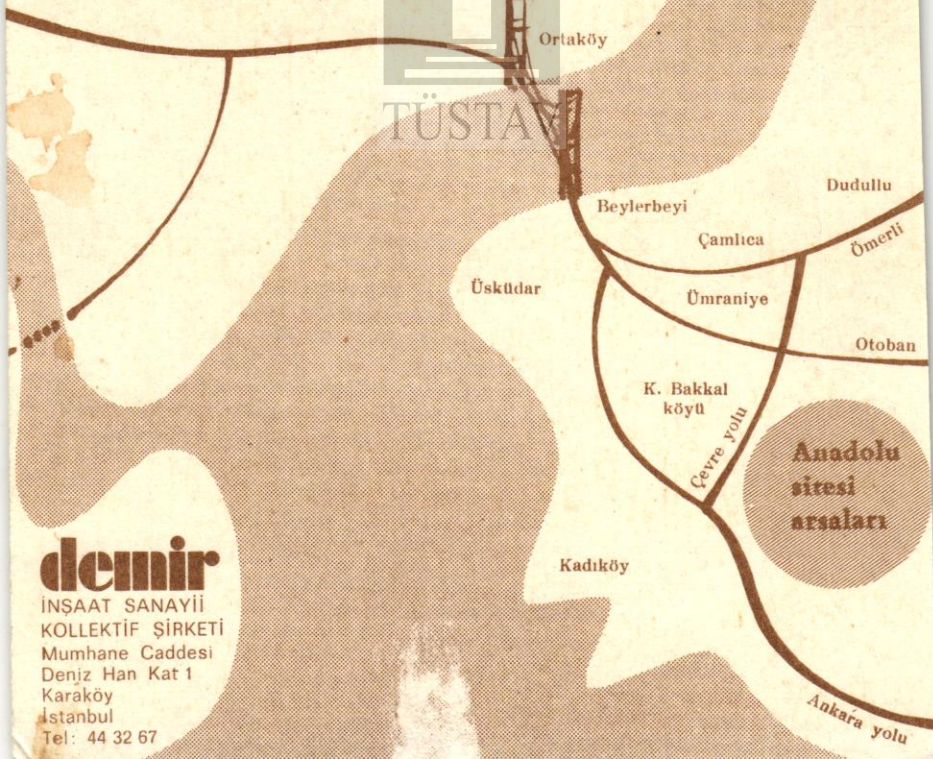 Ortaköy
TÜSTAV
Beylerbeyi
Dudullu
Çamlıca
Ömerli
Üsküdar
Ümraniye
Otoban
K. Bakkal
köyü
Çevre yolu
Anadolu
sitesi
arsaları
Kadıköy
Ankara yolu
demir
İNŞAAT SANAYİİ
KOLLEKTİF ŞİRKETİ
Mumhane Caddesi
Deniz Han Kat 1
Karaköy
İstanbul
Tel: 44 32 67